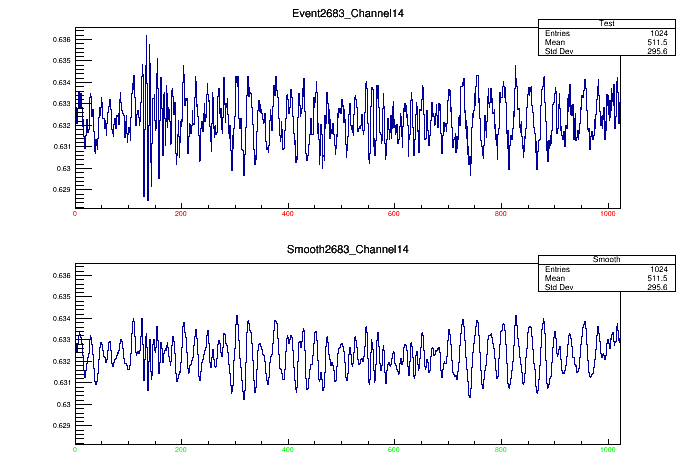 Event2683_Channel14
Test
Entries 1024
Mean 511.5
Std Dev 295.6
0.636
0.635
0.634
0.633
0.632
0.631
0.63
0.629
0 200 400 600 800 1000
Smooth2683_Channel14
Smooth
Entries 1024
Mean 511.5
Std Dev 295.6
0.636
0.635
0.634
0.633
0.632
0.631
0.63
0.629
0 200 400 600 800 1000